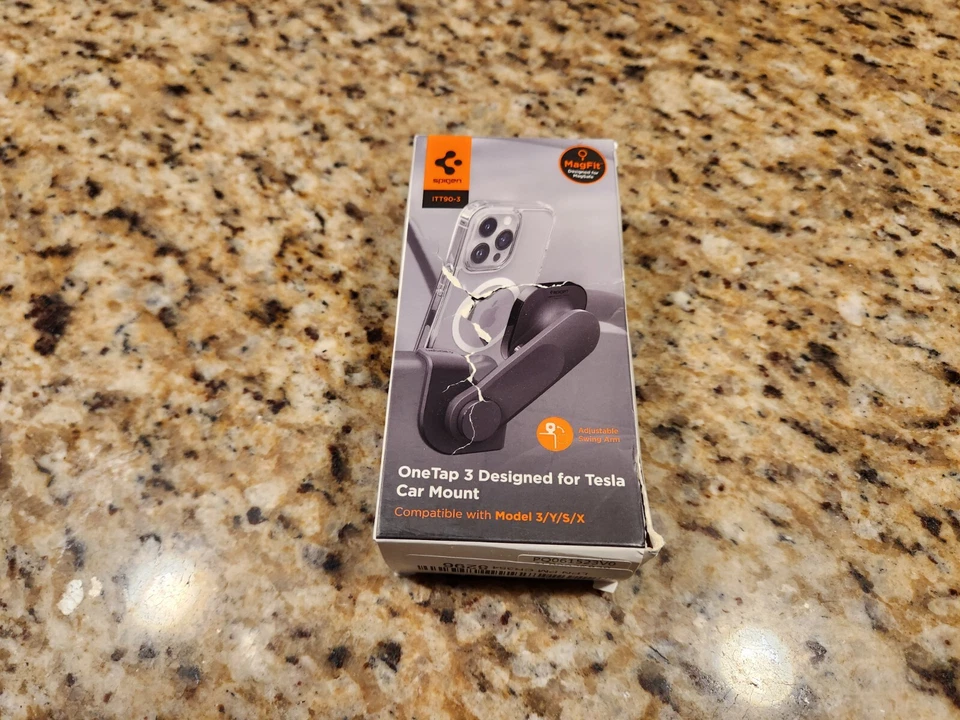 spigen
ITT90-3
MagFit
Designed for
MagSafe
Adjustable
Swing Arm
OneTap 3 Designed for Tesla
Car Mount
Compatible with Model 3/Y/S/X